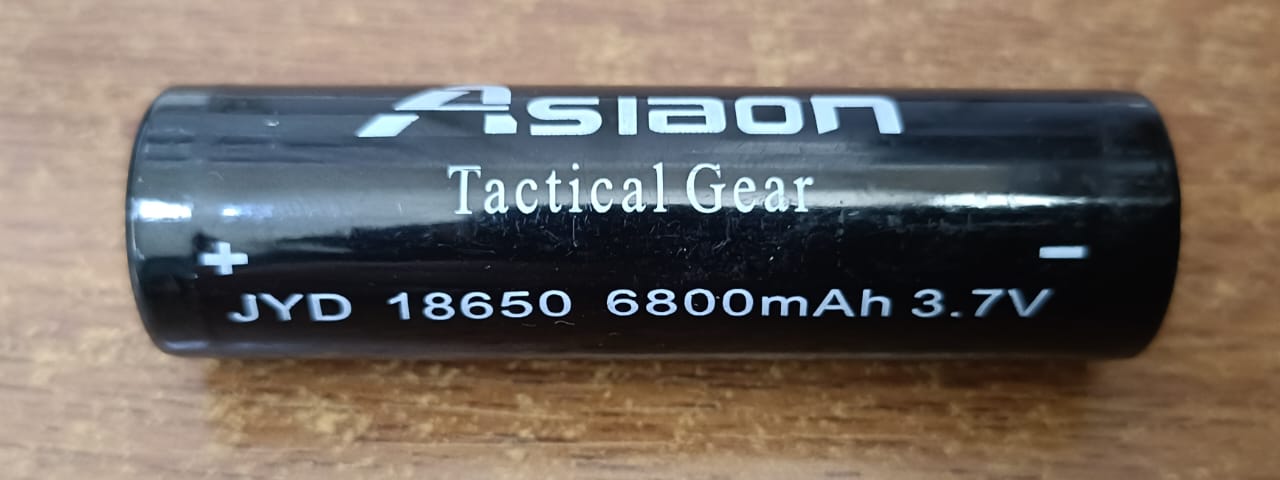 Asiaon
Tactical Gear
+ -
JYD 18650 6800mAh 3.7V